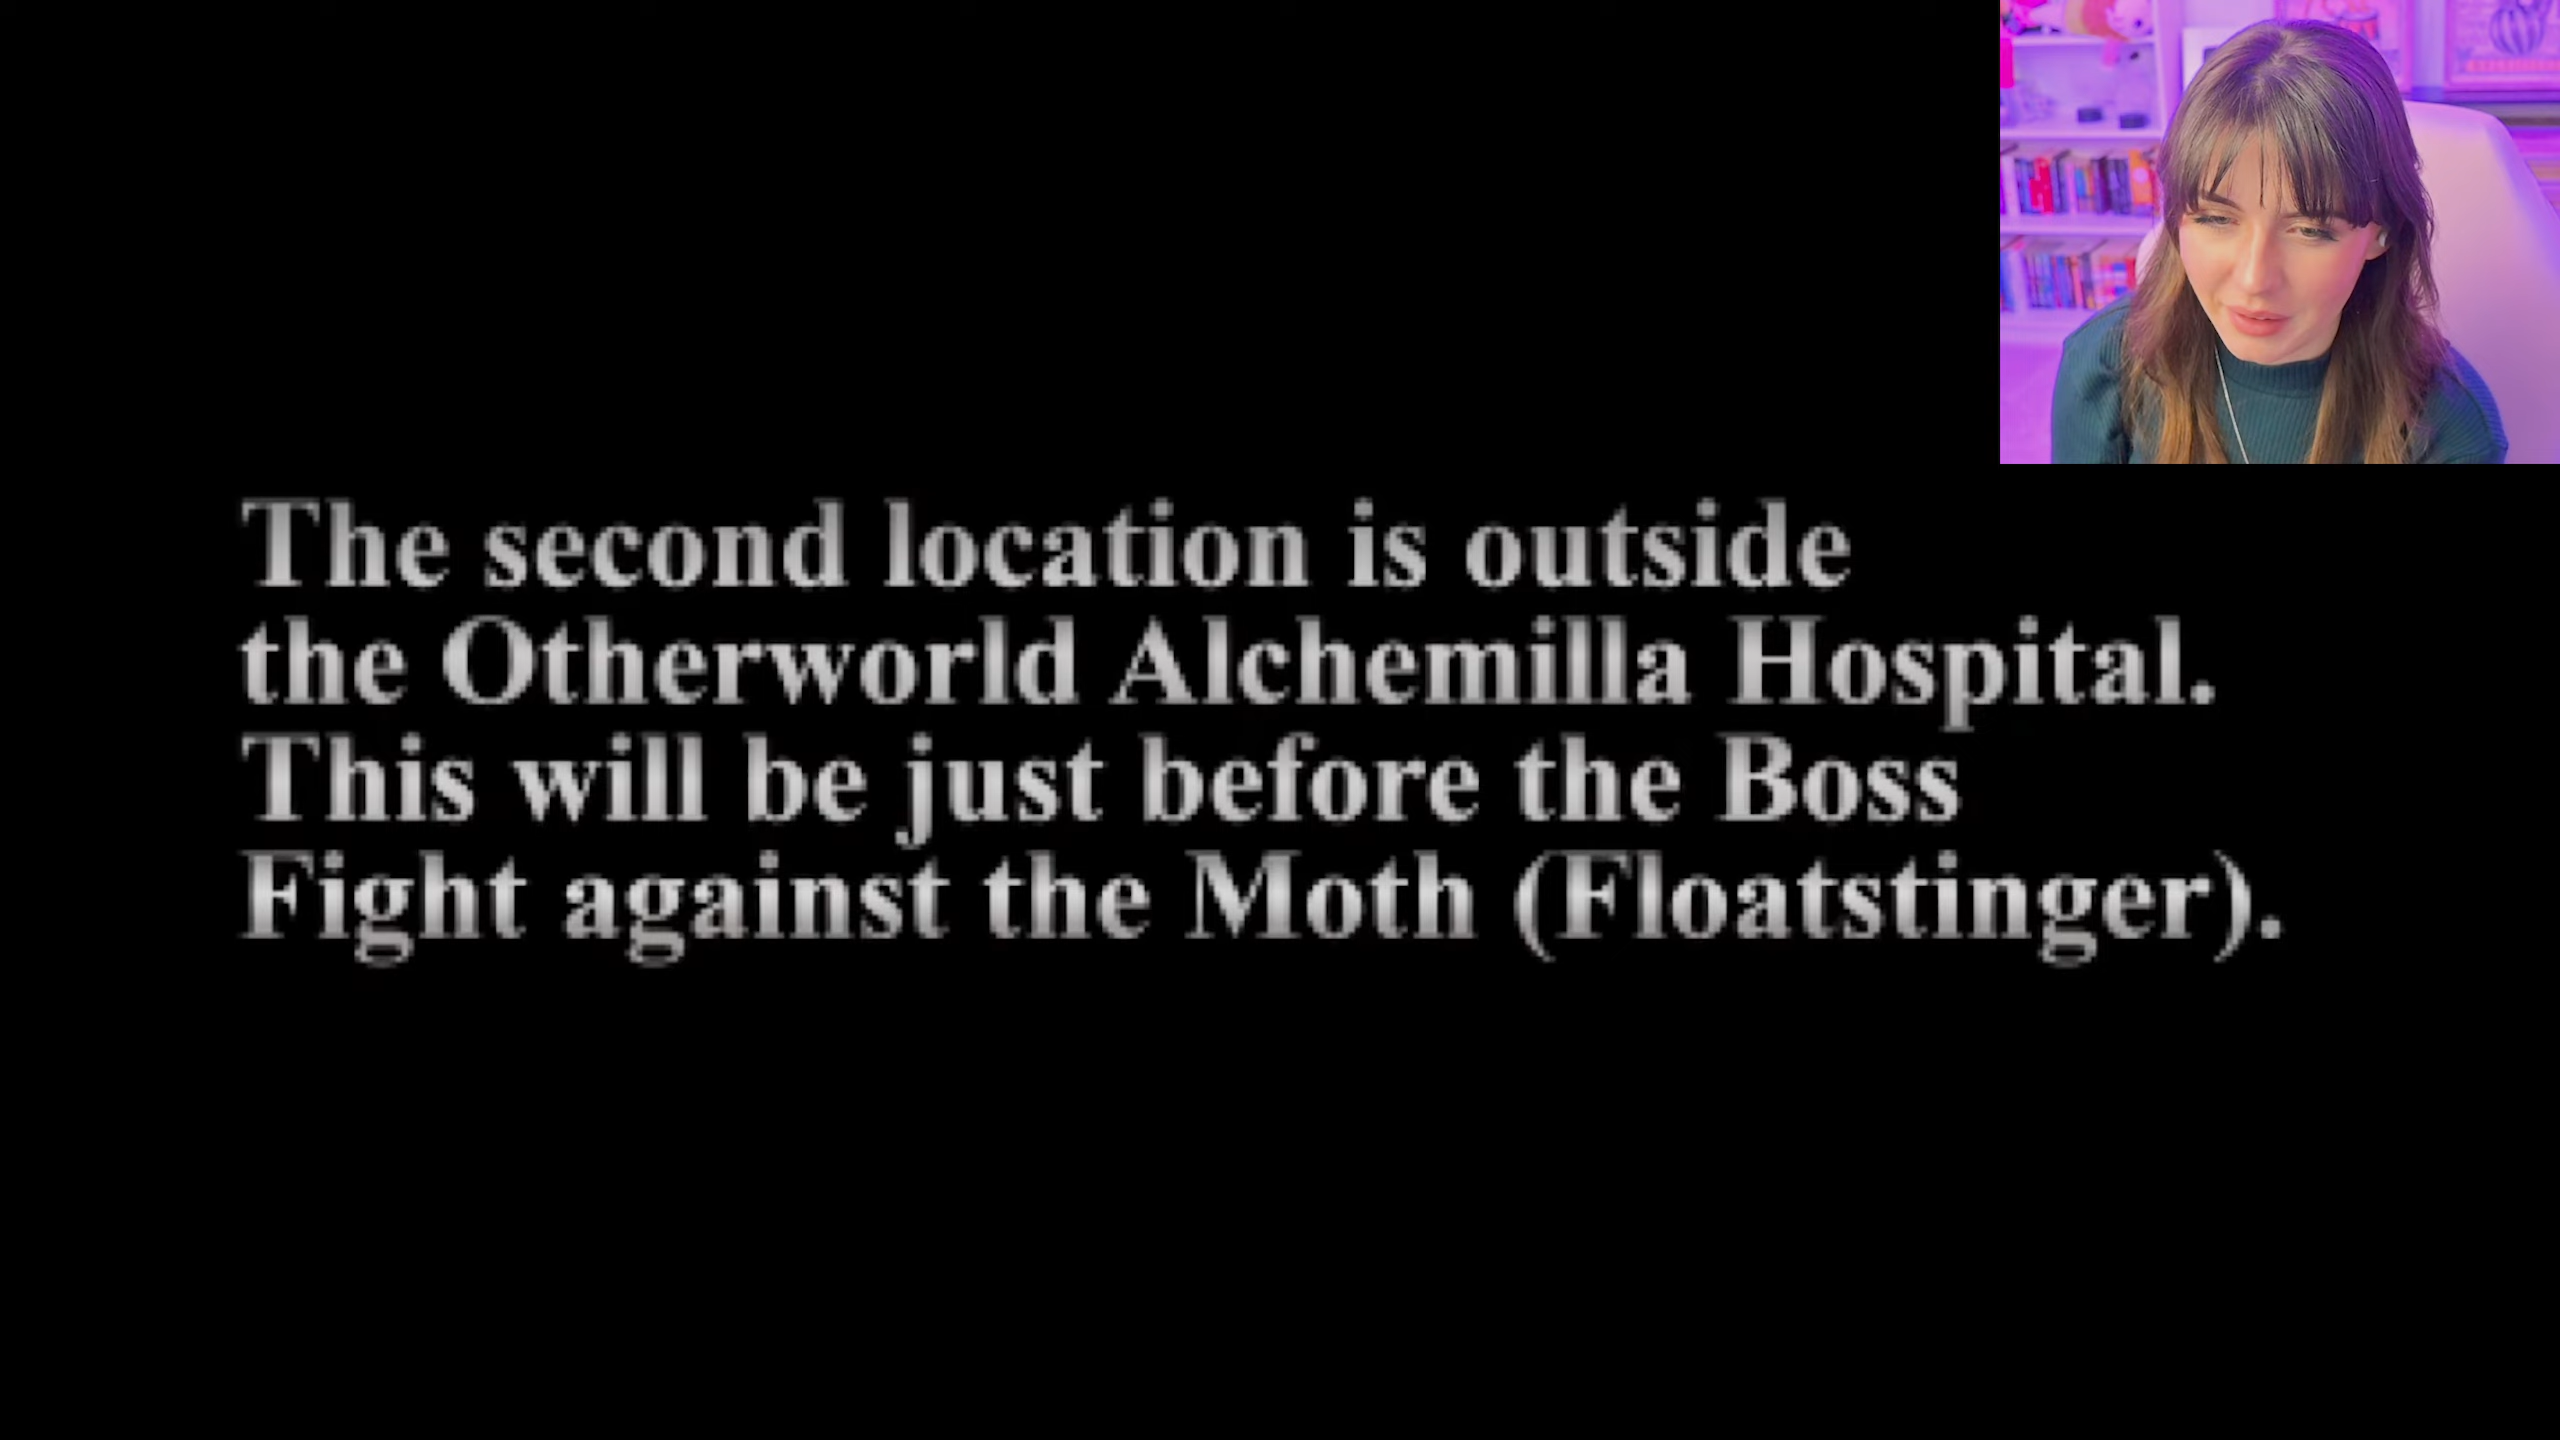 The second location is outside
the Otherworld Alchemilla Hospital.
This will be just before the Boss
Fight against the Moth (Floatstinger).